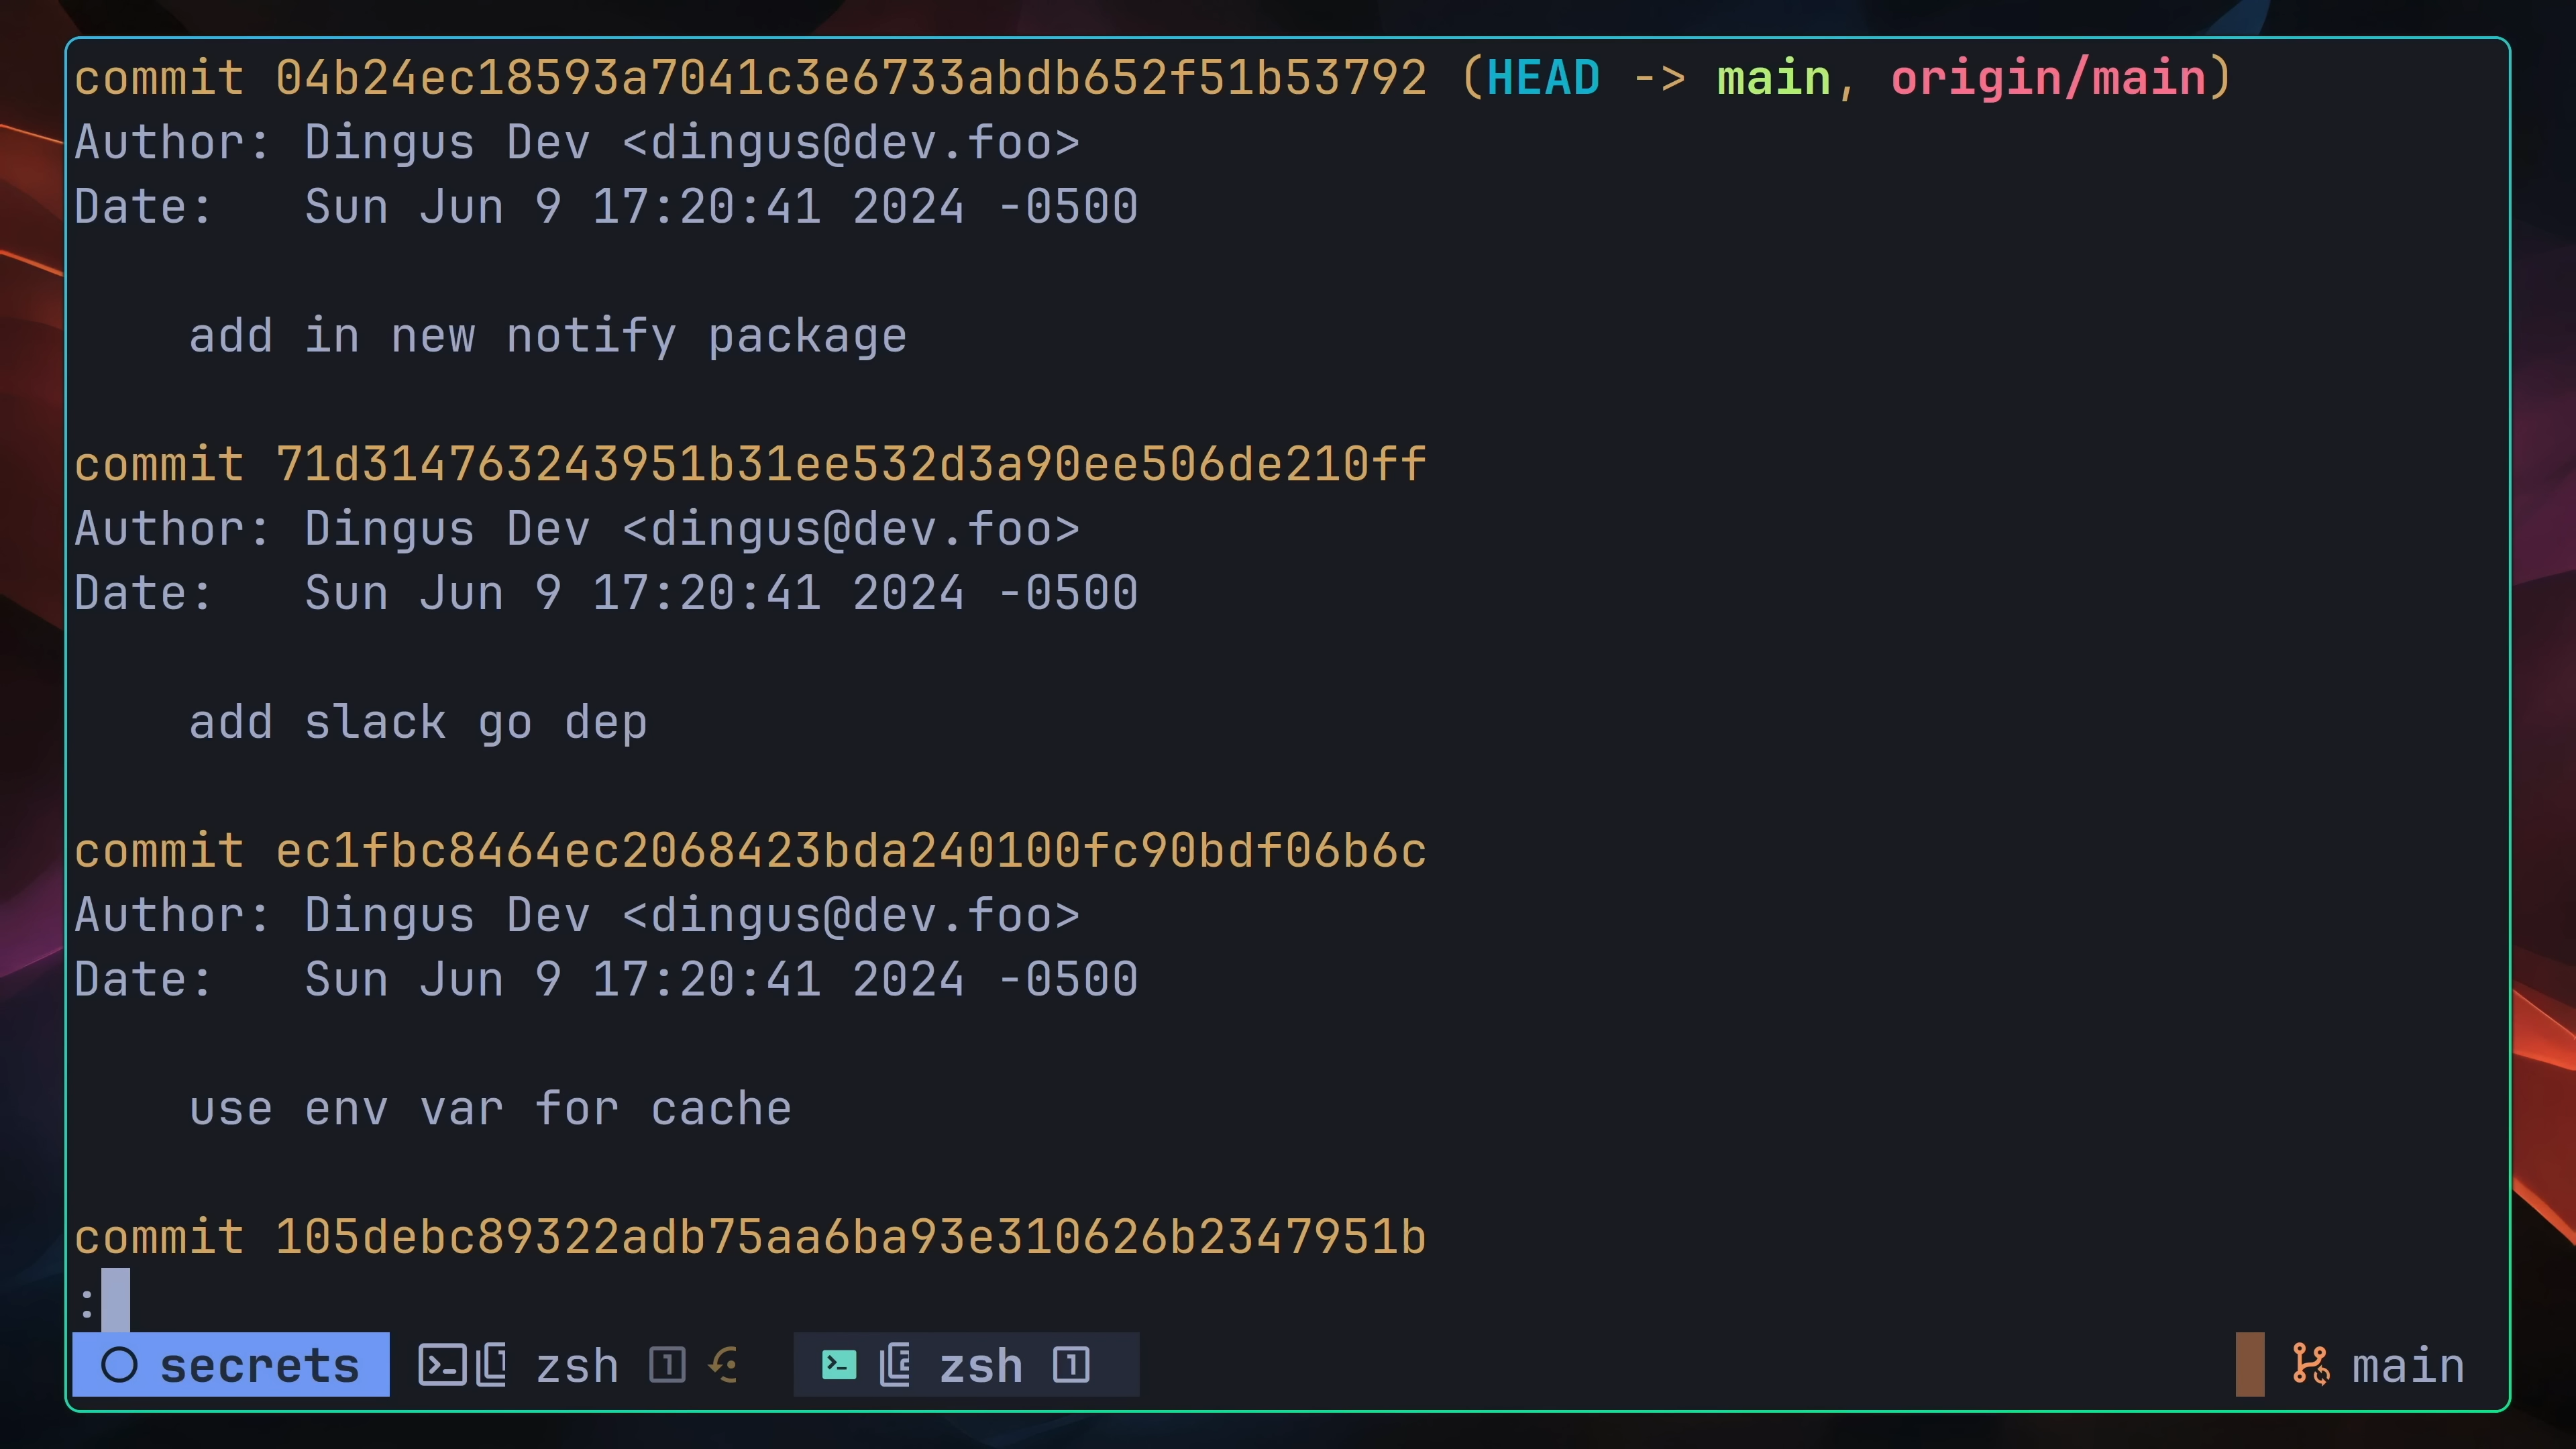 commit 04b24ec18593a7041c3e6733abdb652f51b53792 (HEAD -> main, origin/main)
Author: Dingus Dev <dingus@dev.foo>
Date:   Sun Jun 9 17:20:41 2024 -0500
    add in new notify package
commit 71d314763243951b31ee532d3a90ee506de210ff
Author: Dingus Dev <dingus@dev.foo>
Date:   Sun Jun 9 17:20:41 2024 -0500
    add slack go dep
commit ec1fbc8464ec2068423bda240100fc90bdf06b6c
Author: Dingus Dev <dingus@dev.foo>
Date:   Sun Jun 9 17:20:41 2024 -0500
    use env var for cache
commit 105debc89322adb75aa6ba93e310626b2347951b
:
secrets 1 zsh 1 2 zsh 1 main